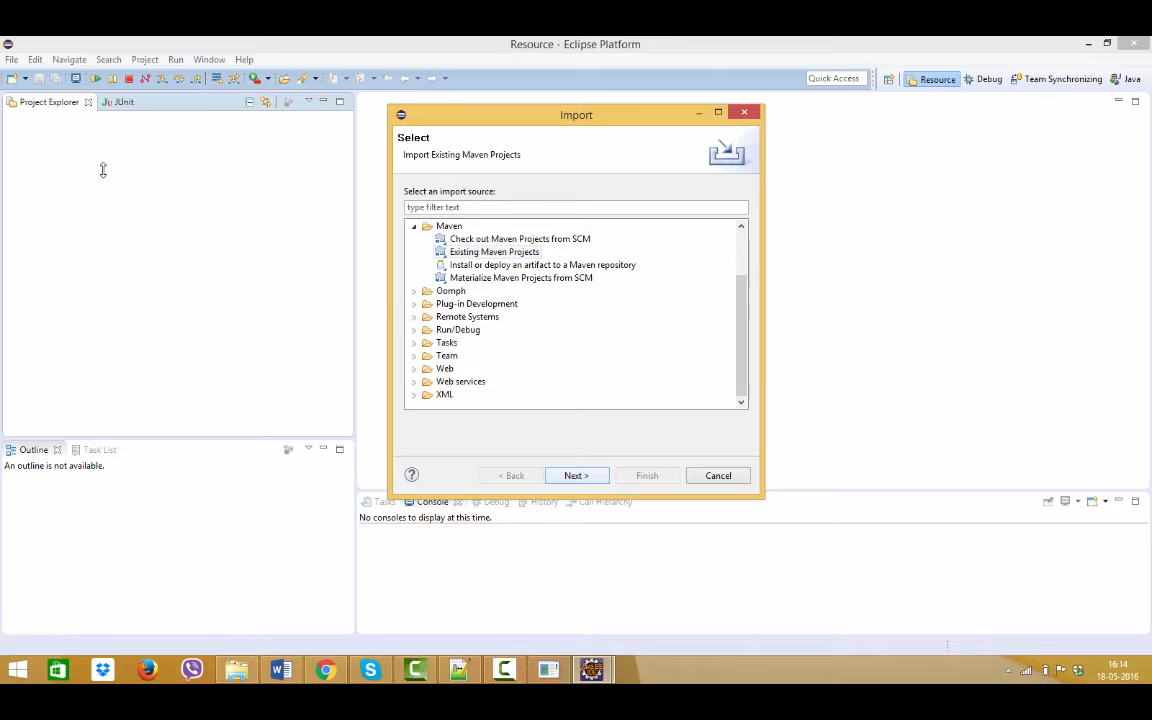 Resource - Eclipse Platform
File Edit Navigate Search Project Run Window Help
Quick Access Resource Debug Team Synchronizing Java
Project Explorer JUnit
Import
Select
Import Existing Maven Projects
Select an import source:
type filter text
Maven
Check out Maven Projects from SCM
Existing Maven Projects
Install or deploy an artifact to a Maven repository
Materialize Maven Projects from SCM
Oomph
Plug-in Development
Remote Systems
Run/Debug
Tasks
Team
Web
Web services
XML
< Back Next > Finish Cancel
Outline Task List
An outline is not available.
Tasks Console Debug History Call Hierarchy
No consoles to display at this time.
16:14
18-05-2016